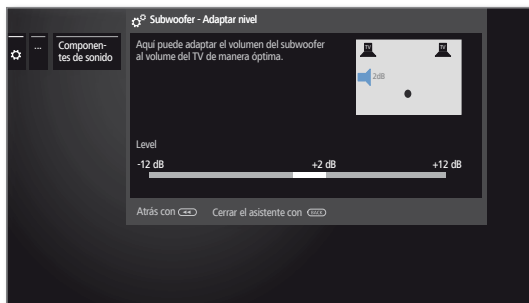 Subwoofer - Adaptar nivel
...
Componen-
tes de sonido
Aquí puede adaptar el volumen del subwoofer
al volume del TV de manera óptima.
TV
TV
2dB
Level
-12 dB
+2 dB
+12 dB
Atrás con
Cerrar el asistente con BACK